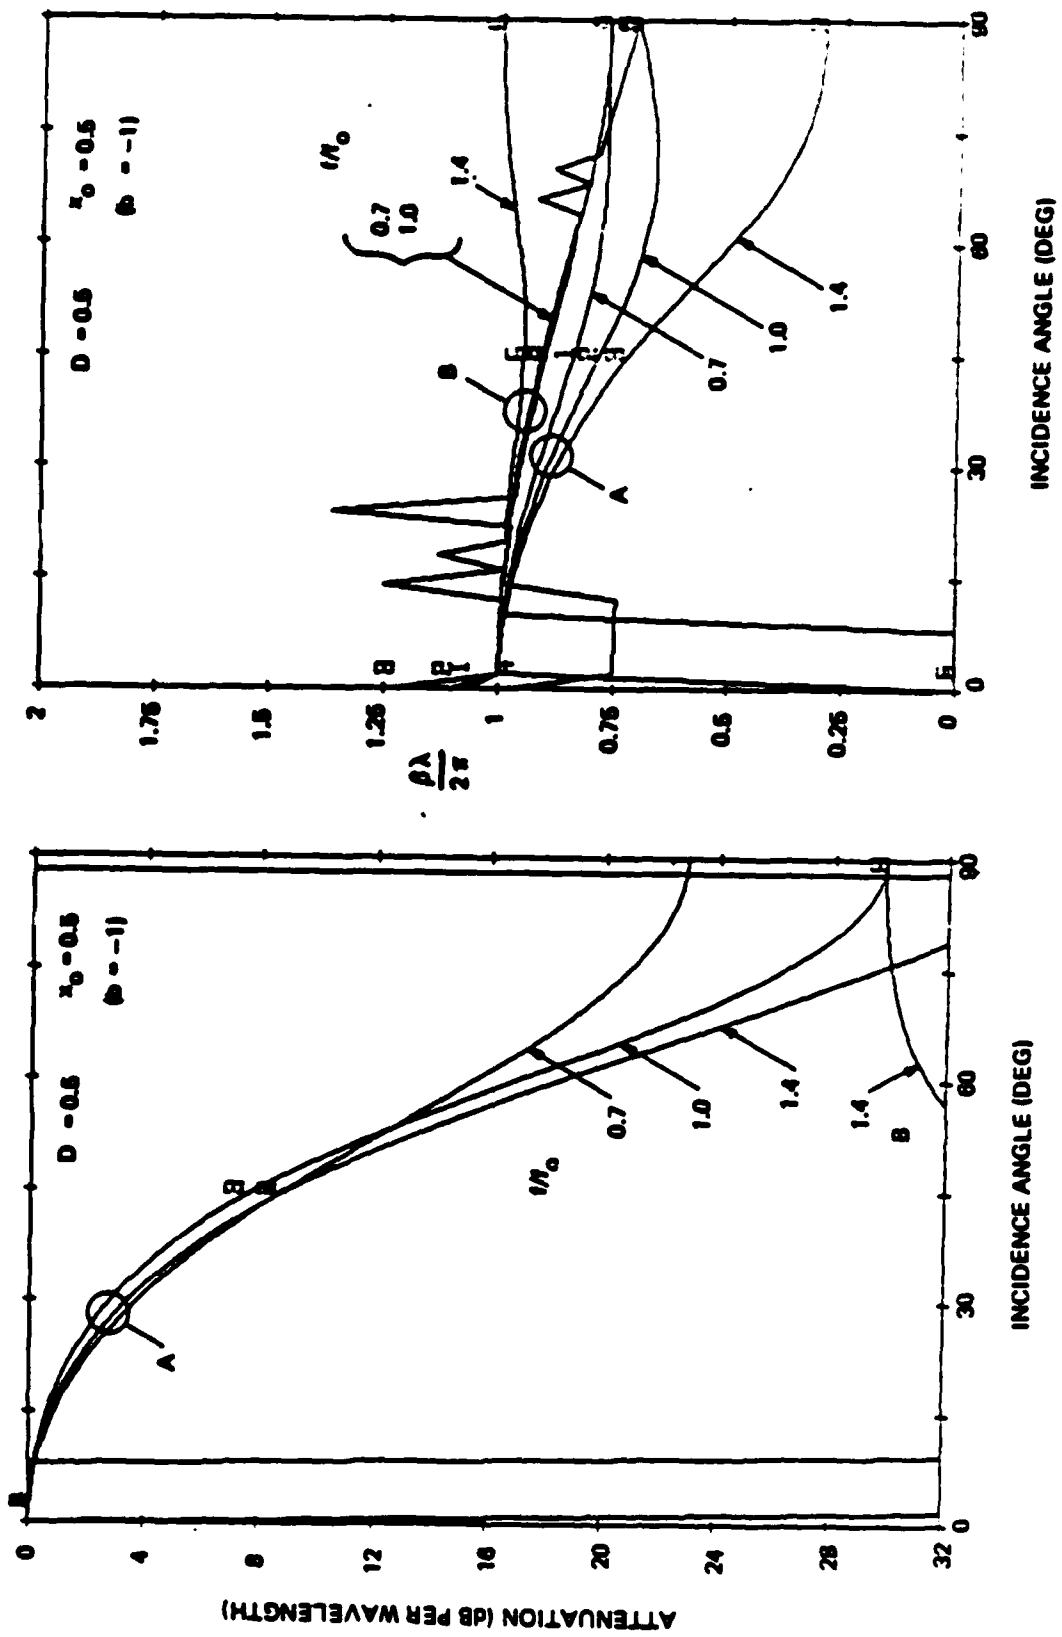 D = 0.5
x₀ = 0.5
(b = -1)
0
4
8
12
16
20
24
28
32
ATTENUATION (dB PER WAVELENGTH)
A
f/f₀
0.7
1.0
1.4
1.4
B
0
30
60
90
INCIDENCE ANGLE (DEG)
D = 0.5
x₀ = 0.5
(b = -1)
2
1.75
1.5
1.25
1
0.75
0.5
0.25
0
βλ
2π
f/f₀
0.7
1.0
1.4
B
A
0.7
1.0
1.4
0
30
60
90
INCIDENCE ANGLE (DEG)